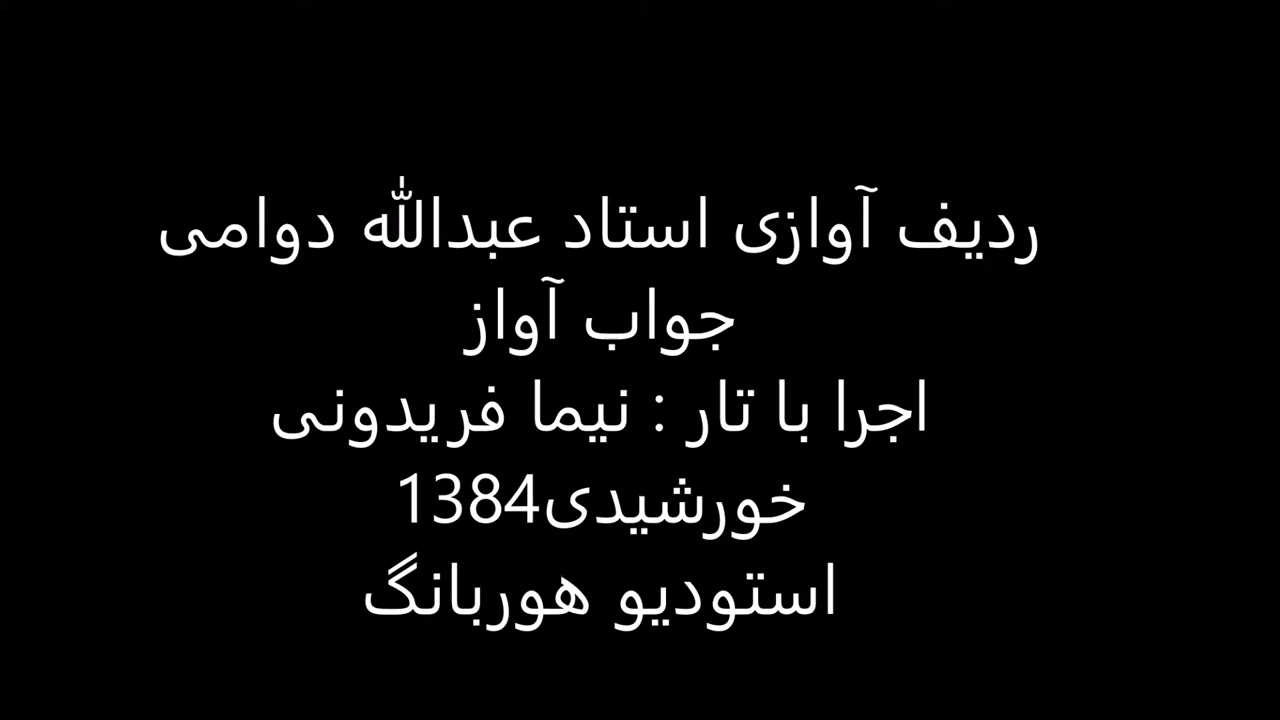 ردیف آوازی استاد عبدالله دوامی
جواب آواز
اجرا با تار : نیما فریدونی
خورشیدی1384
استودیو هوربانگ